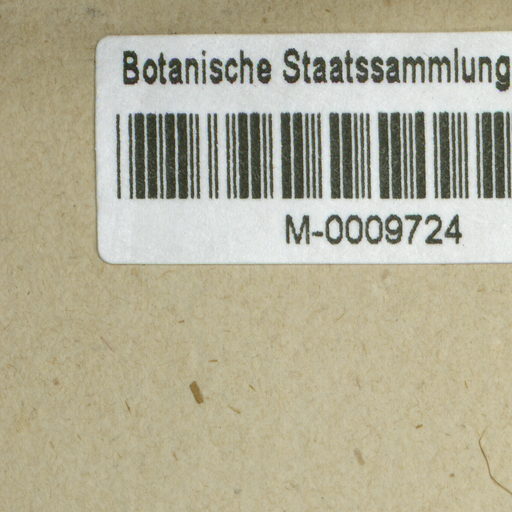 Botanische Staatssammlung
M-0009724